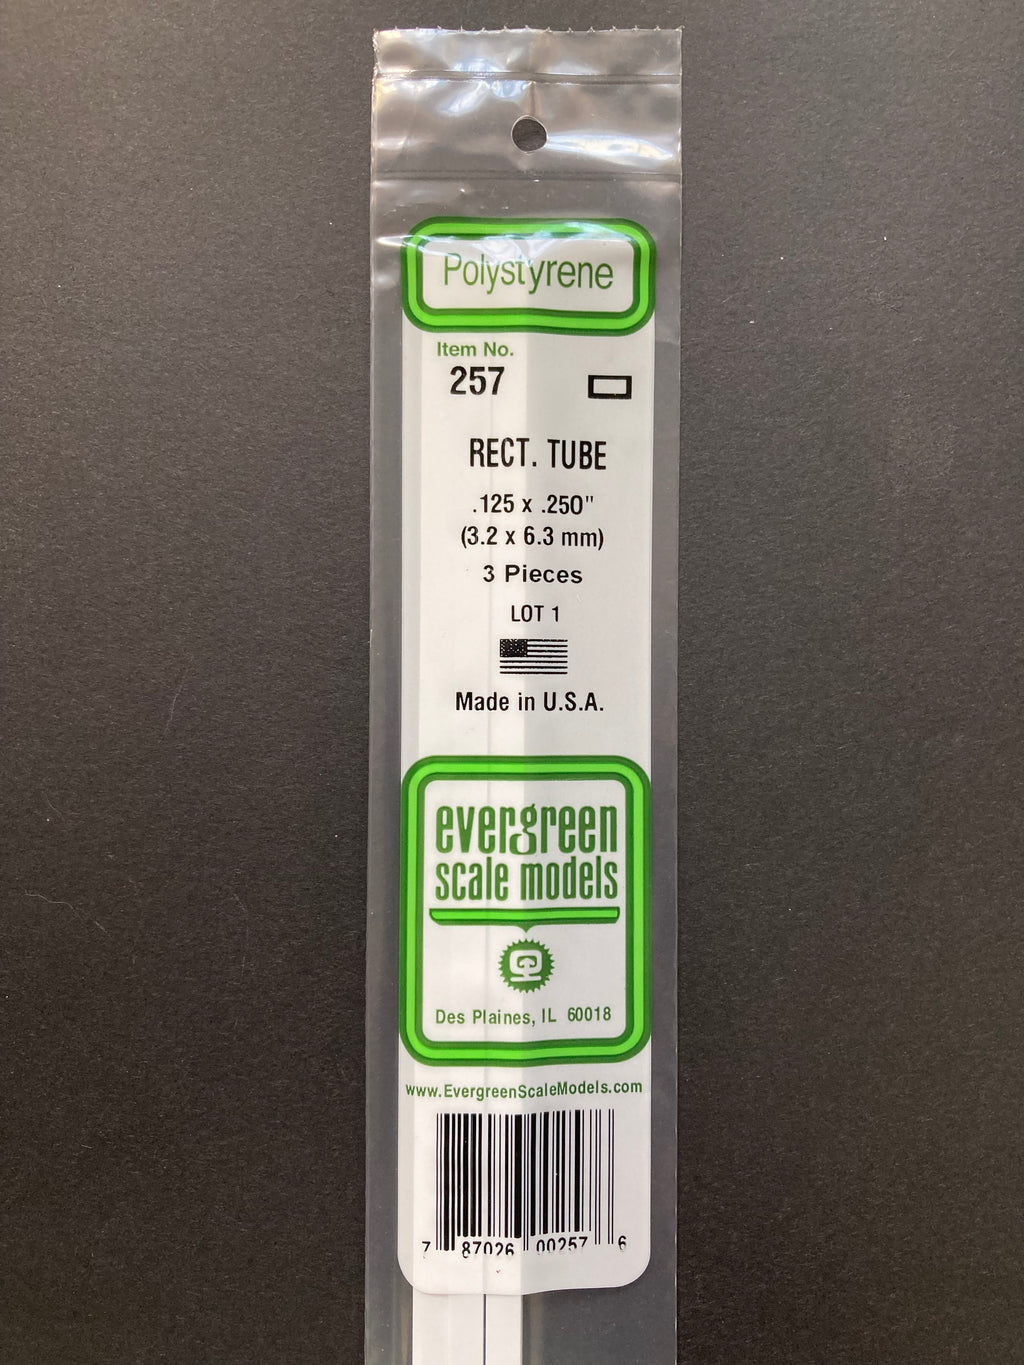 Polystyrene
Item No.
257
RECT. TUBE
.125 x .250"
(3.2 x 6.3 mm)
3 Pieces
LOT 1
Made in U.S.A.
evergreen
scale models
Des Plaines, IL 60018
www.EvergreenScaleModels.com
7 87026 00257 6